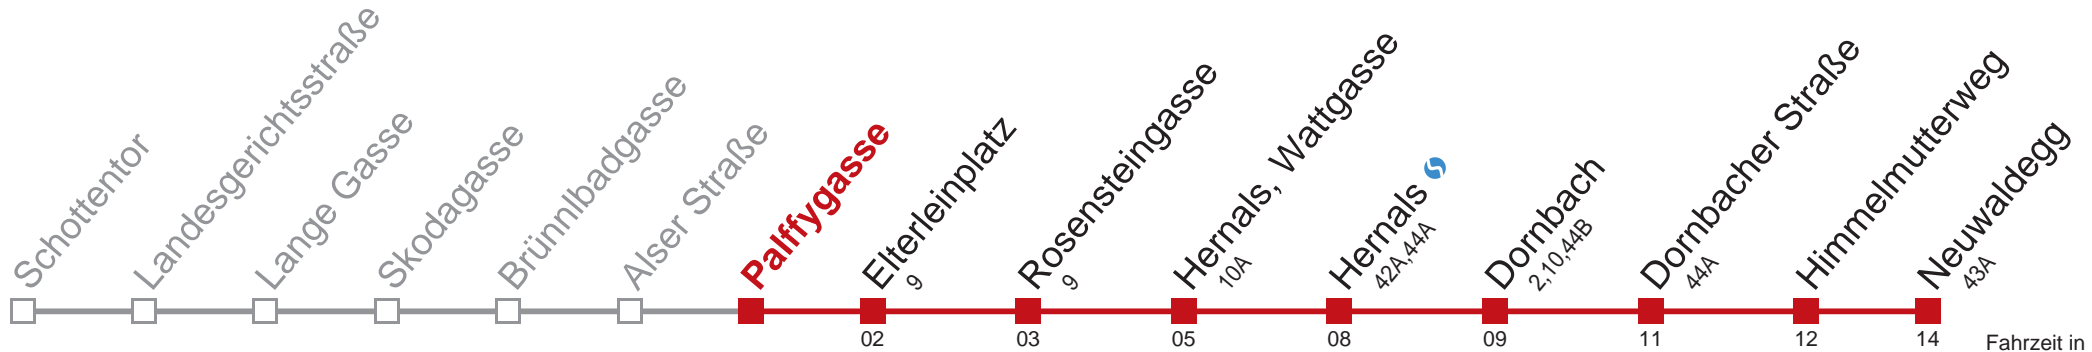 Schottentor
Landesgerichtsstraße
Lange Gasse
Skodagasse
Brünnlbadgasse
Alser Straße
Palffygasse
Elterleinplatz
9
Rosensteingasse
9
Hernals, Wattgasse
10A
Hernals
42A,44A
Dornbach
2,10,44B
Dornbacher Straße
44A
Himmelmutterweg
Neuwaldegg
43A
02 03 05 08 09 11 12 14 Fahrzeit in